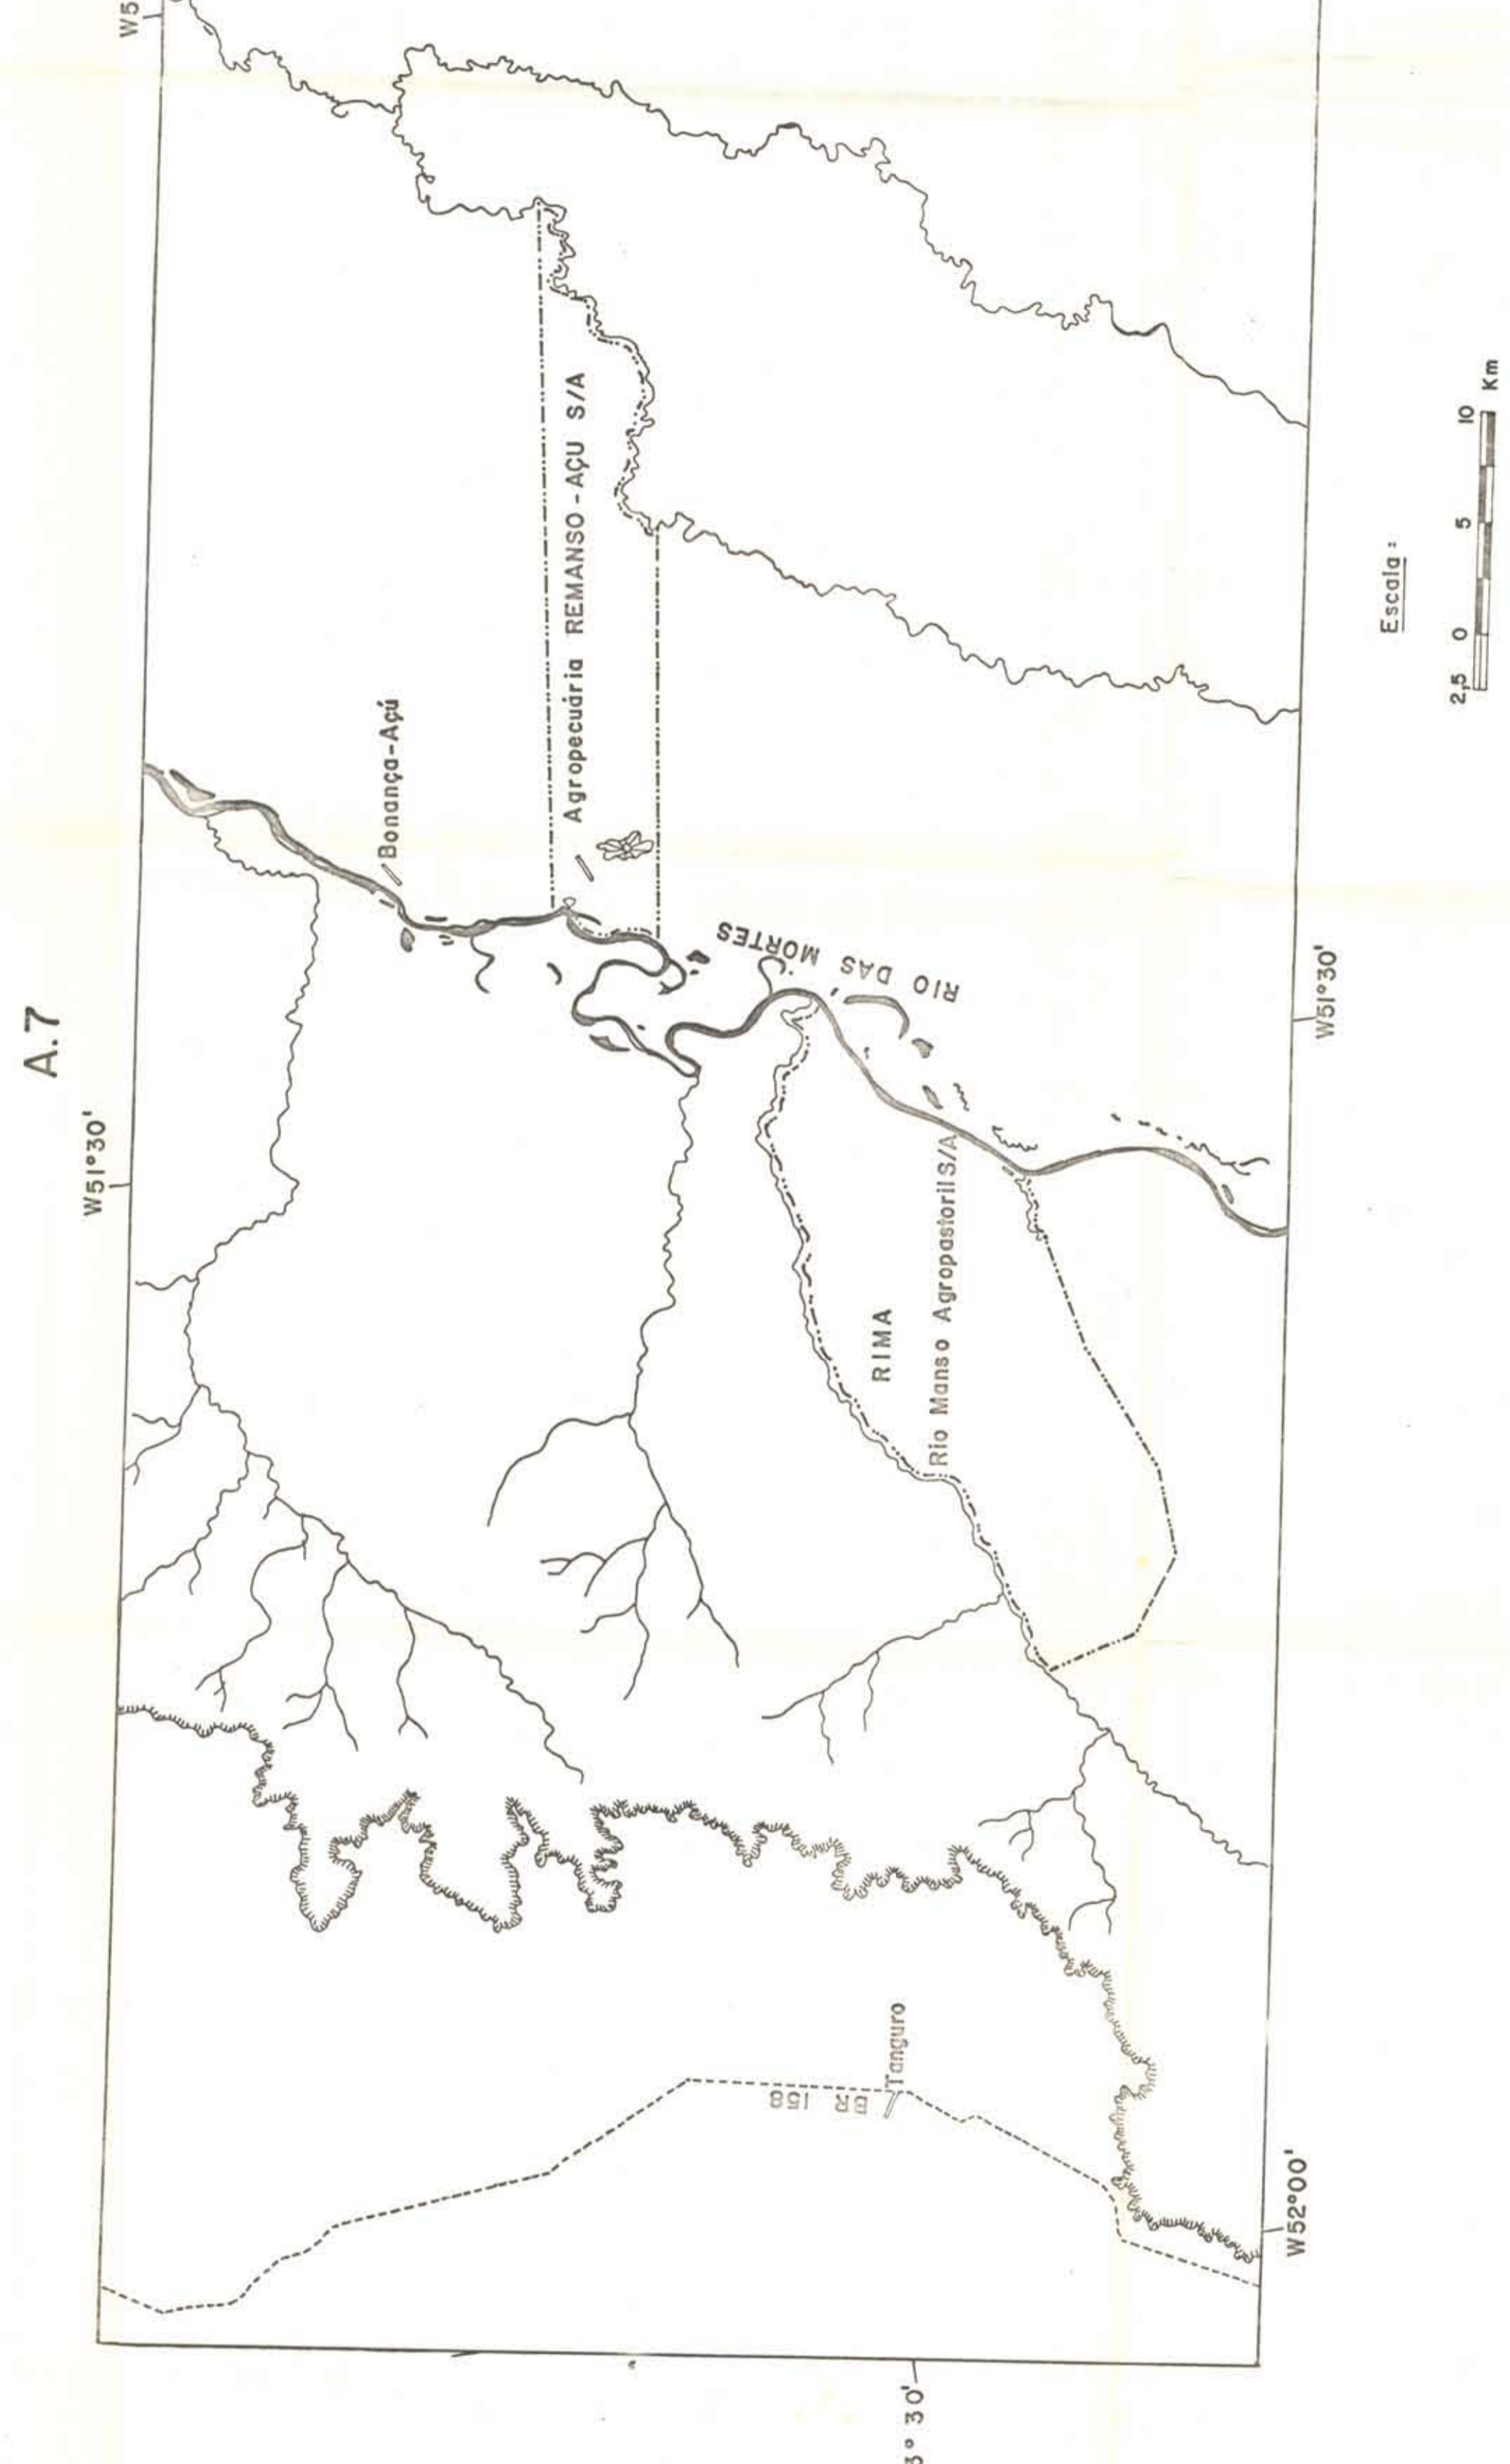 A.7
W51°30'
W5
Bonança-Açú
Agropecuária REMANSO-AÇU S/A
RIO DAS MORTES
RIMA
Rio Manso Agropastoril S/A
BR 158
Tanguro
3° 30'
W52°00'
W51°30'
Escala:
2,5 0 5 10 Km